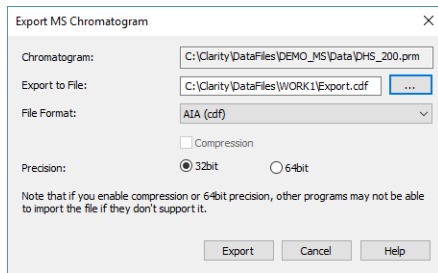 Export MS Chromatogram
Chromatogram: C:\Clarity\DataFiles\DEMO_MS\Data\DHS_200.prm
Export to File: C:\Clarity\DataFiles\WORK1\Export.cdf ...
File Format: AIA (cdf)
Compression
Precision: 32bit 64bit
Note that if you enable compression or 64bit precision, other programs may not be able
to import the file if they don't support it.
Export Cancel Help